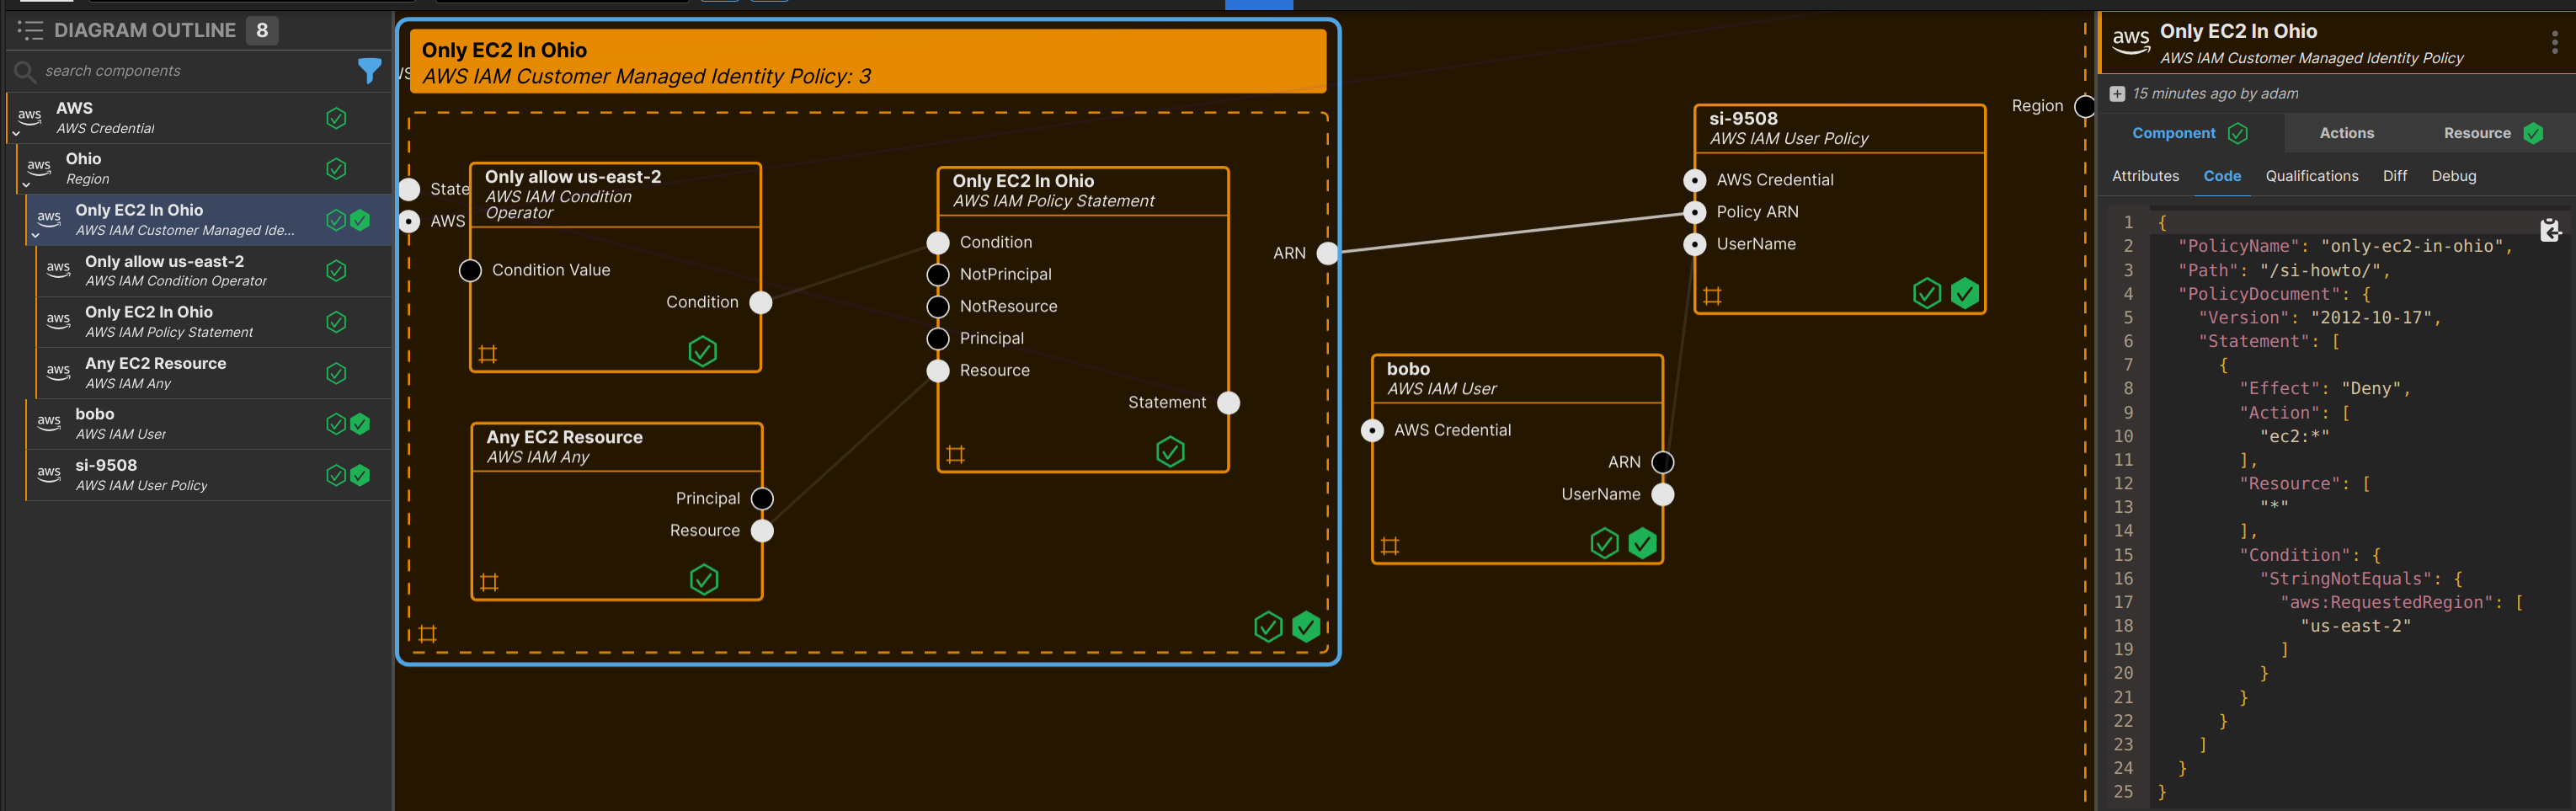 DIAGRAM OUTLINE 8
search components
aws
AWS
AWS Credential
aws
Ohio
Region
aws
Only EC2 In Ohio
AWS IAM Customer Managed Ide...
aws
Only allow us-east-2
AWS IAM Condition Operator
aws
Only EC2 In Ohio
AWS IAM Policy Statement
aws
Any EC2 Resource
AWS IAM Any
aws
bobo
AWS IAM User
aws
si-9508
AWS IAM User Policy
Only EC2 In Ohio
AWS IAM Customer Managed Identity Policy: 3
State
AWS
Only allow us-east-2
AWS IAM Condition
Operator
Condition Value
Condition
Any EC2 Resource
AWS IAM Any
Principal
Resource
Only EC2 In Ohio
AWS IAM Policy Statement
Condition
NotPrincipal
NotResource
Principal
Resource
Statement
ARN
si-9508
AWS IAM User Policy
AWS Credential
Policy ARN
UserName
bobo
AWS IAM User
AWS Credential
ARN
UserName
Region
aws
Only EC2 In Ohio
AWS IAM Customer Managed Identity Policy
15 minutes ago by adam
Component Actions Resource
Attributes Code Qualifications Diff Debug
1 {
2 "PolicyName": "only-ec2-in-ohio",
3 "Path": "/si-howto/",
4 "PolicyDocument": {
5 "Version": "2012-10-17",
6 "Statement": [
7 {
8 "Effect": "Deny",
9 "Action": [
10 "ec2:*"
11 ],
12 "Resource": [
13 "*"
14 ],
15 "Condition": {
16 "StringNotEquals": {
17 "aws:RequestedRegion": [
18 "us-east-2"
19 ]
20 }
21 }
22 }
23 ]
24 }
25 }